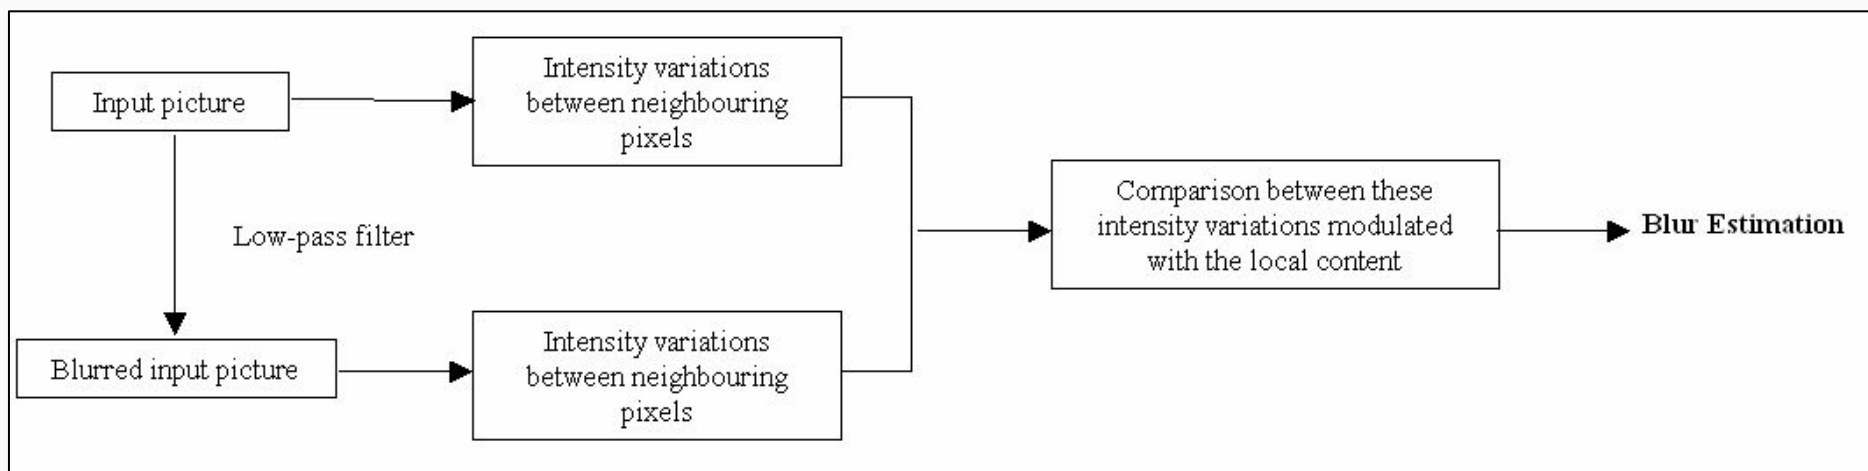 Input picture
Intensity variations
between neighbouring
pixels
Low-pass filter
Blurred input picture
Intensity variations
between neighbouring
pixels
Comparison between these
intensity variations modulated
with the local content
Blur Estimation